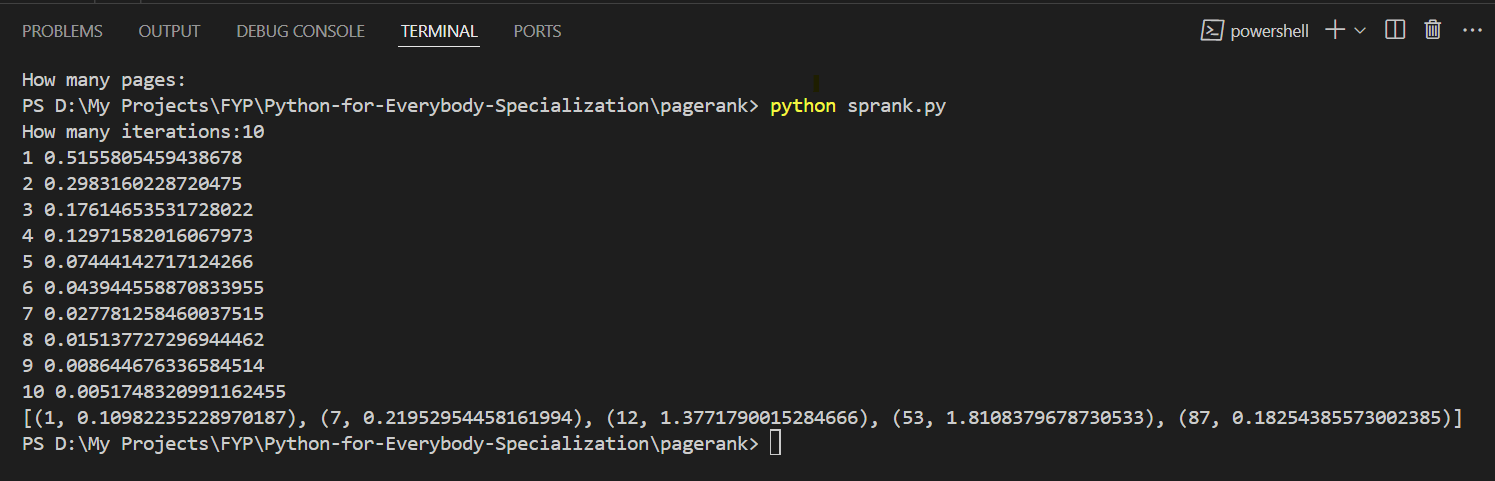 PROBLEMS OUTPUT DEBUG CONSOLE TERMINAL PORTS powershell
How many pages:
PS D:\My Projects\FYP\Python-for-Everybody-Specialization\pagerank> python sprank.py
How many iterations:10
1 0.5155805459438678
2 0.2983160228720475
3 0.17614653531728022
4 0.12971582016067973
5 0.07444142717124266
6 0.043944558870833955
7 0.027781258460037515
8 0.015137727296944462
9 0.008644676336584514
10 0.0051748320991162455
[(1, 0.10982235228970187), (7, 0.21952954458161994), (12, 1.3771790015284666), (53, 1.8108379678730533), (87, 0.18254385573002385)]
PS D:\My Projects\FYP\Python-for-Everybody-Specialization\pagerank>